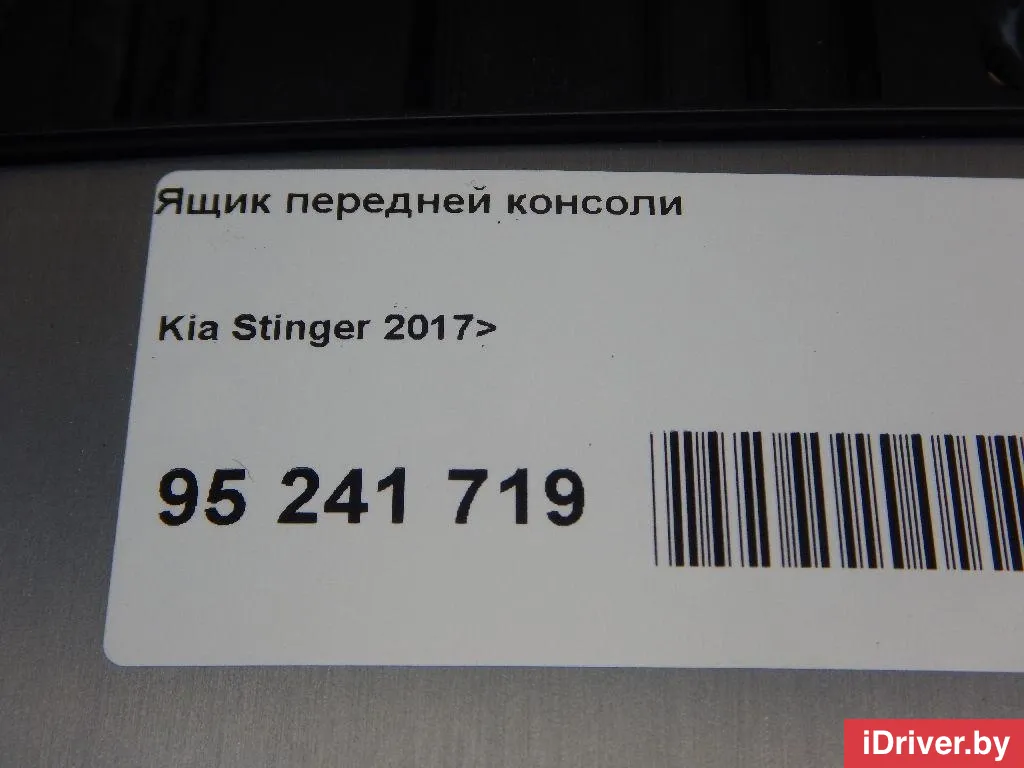 Ящик передней консоли
Kia Stinger 2017>
95 241 719
iDriver.by